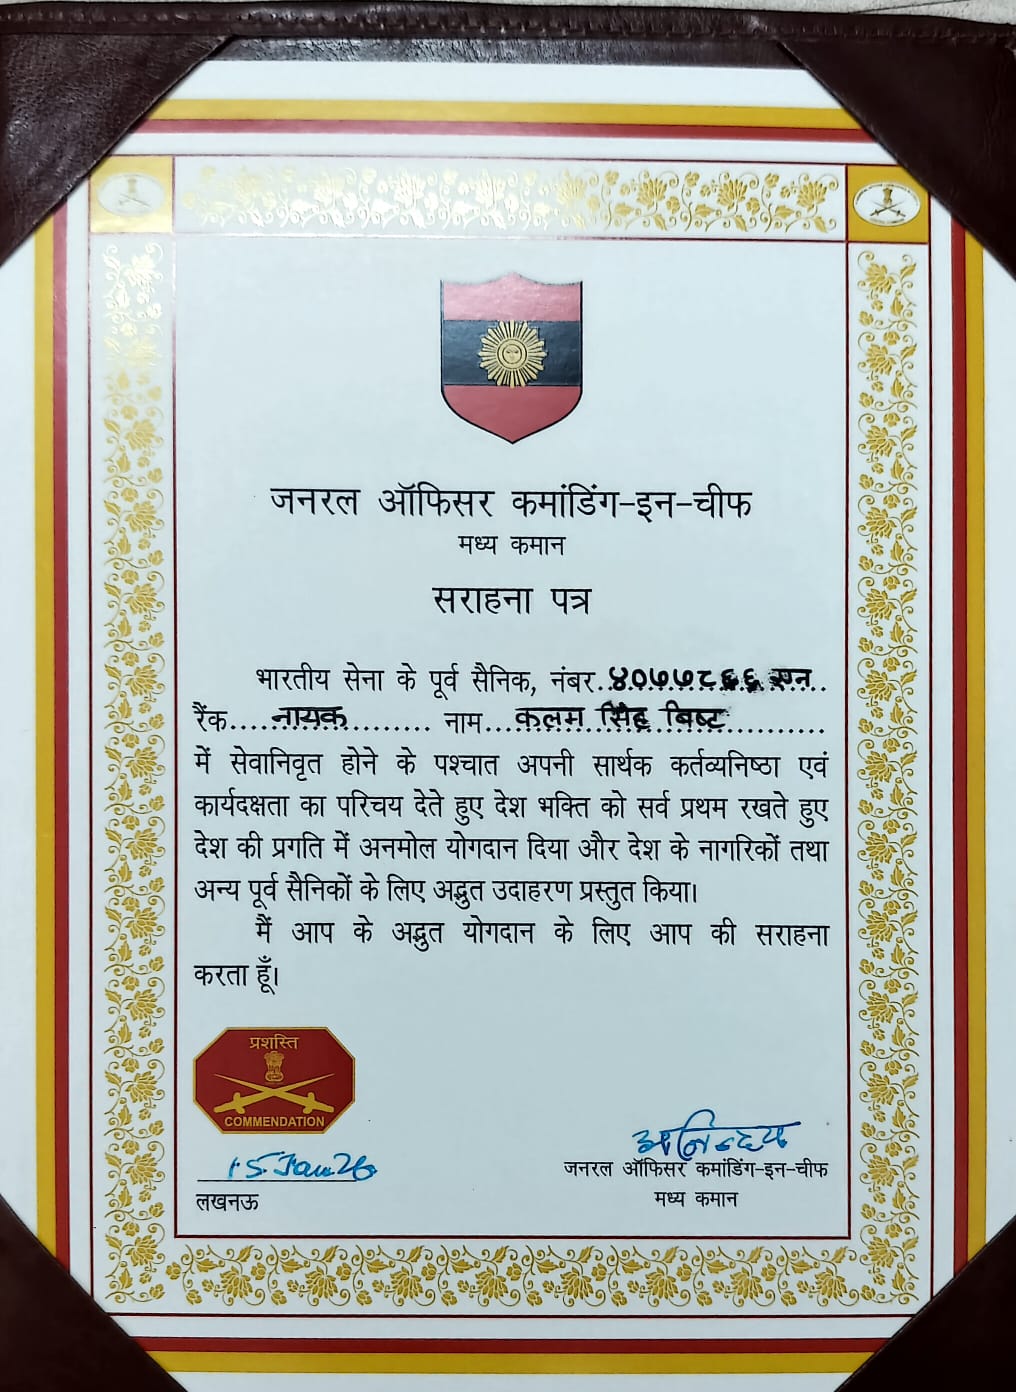 जनरल ऑफिसर कमांडिंग-इन-चीफ
मध्य कमान
सराहना पत्र
भारतीय सेना के पूर्व सैनिक, नंबर..४०७७८६६ एन..
रैंक....नायक................ नाम...कलम सिंह बिष्ट............
में सेवानिवृत होने के पश्चात अपनी सार्थक कर्तव्यनिष्ठा एवं
कार्यदक्षता का परिचय देते हुए देश भक्ति को सर्व प्रथम रखते हुए
देश की प्रगति में अनमोल योगदान दिया और देश के नागरिकों तथा
अन्य पूर्व सैनिकों के लिए अद्भुत उदाहरण प्रस्तुत किया।
मैं आप के अद्भुत योगदान के लिए आप की सराहना
करता हूँ।
प्रशस्ति
COMMENDATION
15 Jan 26
लखनऊ
अनिन्द्य
जनरल ऑफिसर कमांडिंग-इन-चीफ
मध्य कमान